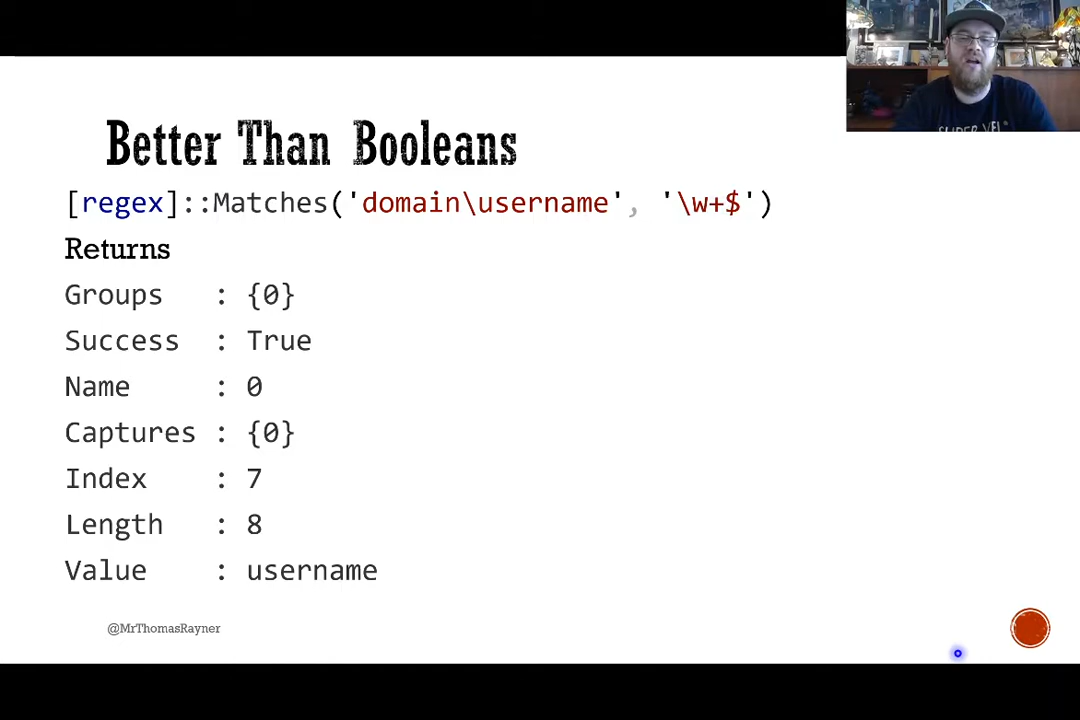 Better Than Booleans
[regex]::Matches('domain\username', '\w+$')
Returns
Groups : {0}
Success : True
Name : 0
Captures : {0}
Index : 7
Length : 8
Value : username
@MrThomasRayner